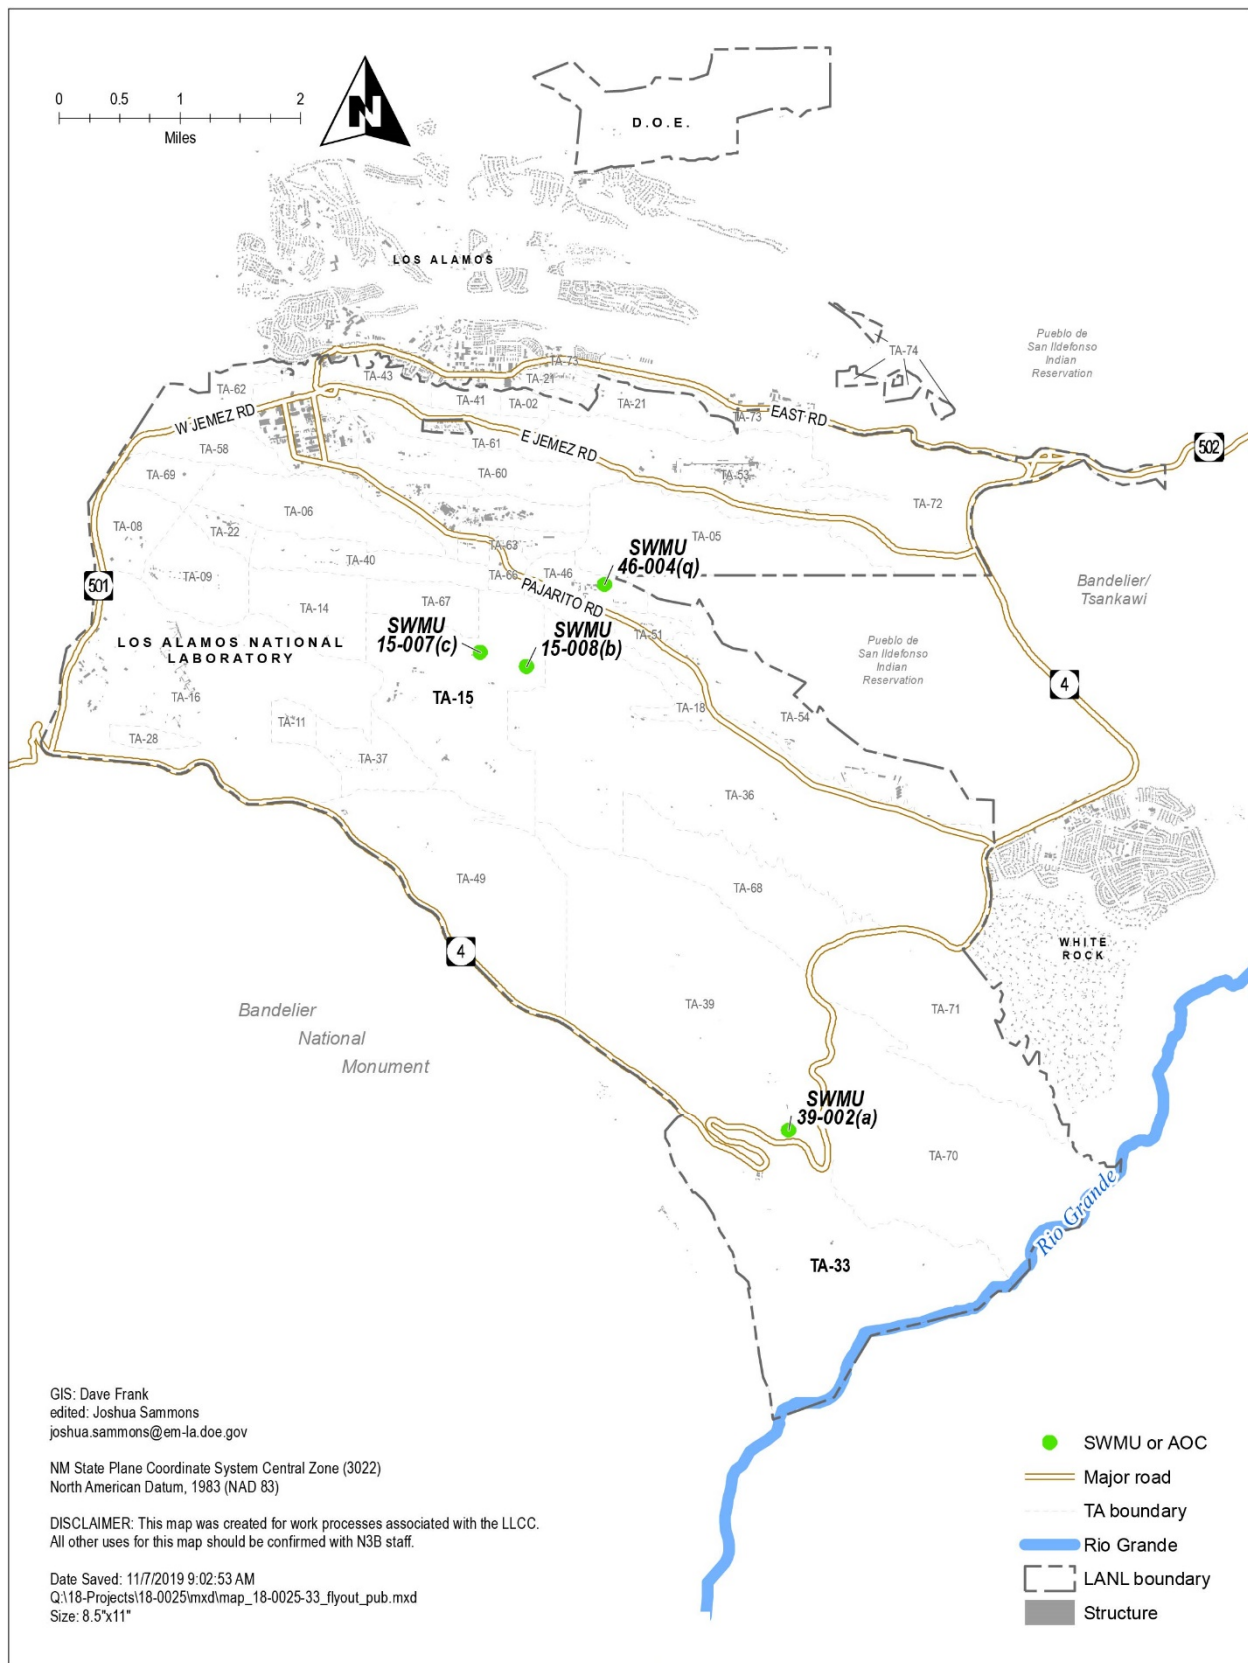 0 0.5 1 2
Miles
N
D.O.E.
LOS ALAMOS
Pueblo de
San Ildefonso
Indian
Reservation
TA-74
TA-73
TA-43
TA-21
TA-62
TA-41
TA-02
TA-21
TA-73
EAST RD
W JEMEZ RD
E JEMEZ RD
502
TA-58
TA-61
TA-60
TA-53
TA-69
TA-72
TA-06
TA-08
TA-22
TA-05
TA-63
SWMU
46-004(q)
TA-40
TA-46
TA-66
TA-09
501
PAJARITO RD
Bandelier/
Tsankawi
TA-67
TA-14
SWMU
15-007(c)
SWMU
15-008(b)
TA-51
LOS ALAMOS NATIONAL
LABORATORY
Pueblo de
San Ildefonso
Indian
Reservation
4
TA-16
TA-15
TA-18
TA-54
TA-11
TA-28
TA-37
TA-36
TA-49
TA-68
4
WHITE
ROCK
TA-39
TA-71
Bandelier
National
Monument
SWMU
39-002(a)
TA-70
Rio Grande
TA-33
GIS: Dave Frank
edited: Joshua Sammons
joshua.sammons@em-la.doe.gov
NM State Plane Coordinate System Central Zone (3022)
North American Datum, 1983 (NAD 83)
DISCLAIMER: This map was created for work processes associated with the LLCC.
All other uses for this map should be confirmed with N3B staff.
Date Saved: 11/7/2019 9:02:53 AM
Q:\18-Projects\18-0025\mxd\map_18-0025-33_flyout_pub.mxd
Size: 8.5"x11"
SWMU or AOC
Major road
TA boundary
Rio Grande
LANL boundary
Structure